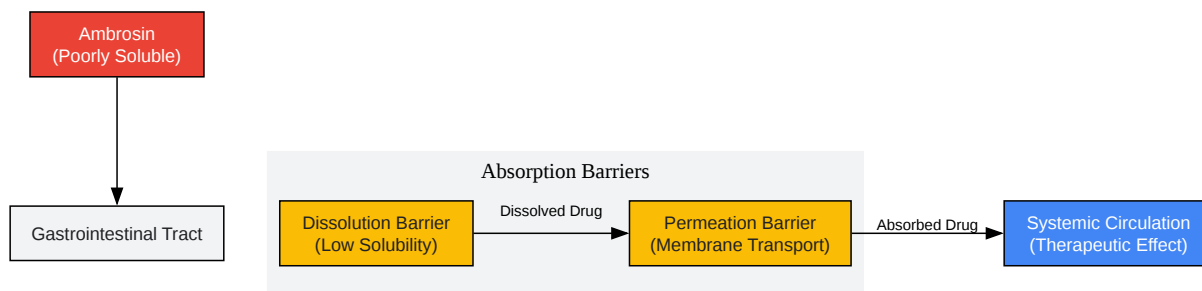 Ambrosin
(Poorly Soluble)
Absorption Barriers
Gastrointestinal Tract
Dissolution Barrier
(Low Solubility)
Dissolved Drug
Permeation Barrier
(Membrane Transport)
Absorbed Drug
Systemic Circulation
(Therapeutic Effect)